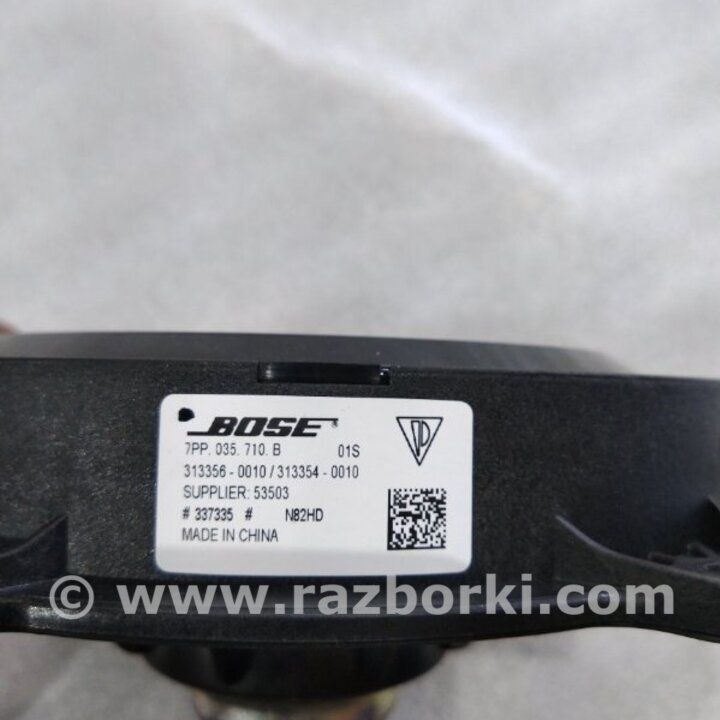 BOSE®
7PP. 035. 710. B 01S
313356 - 0010 / 313354 - 0010
SUPPLIER: 53503
# 337335 # N82HD
MADE IN CHINA
© www.razborki.com